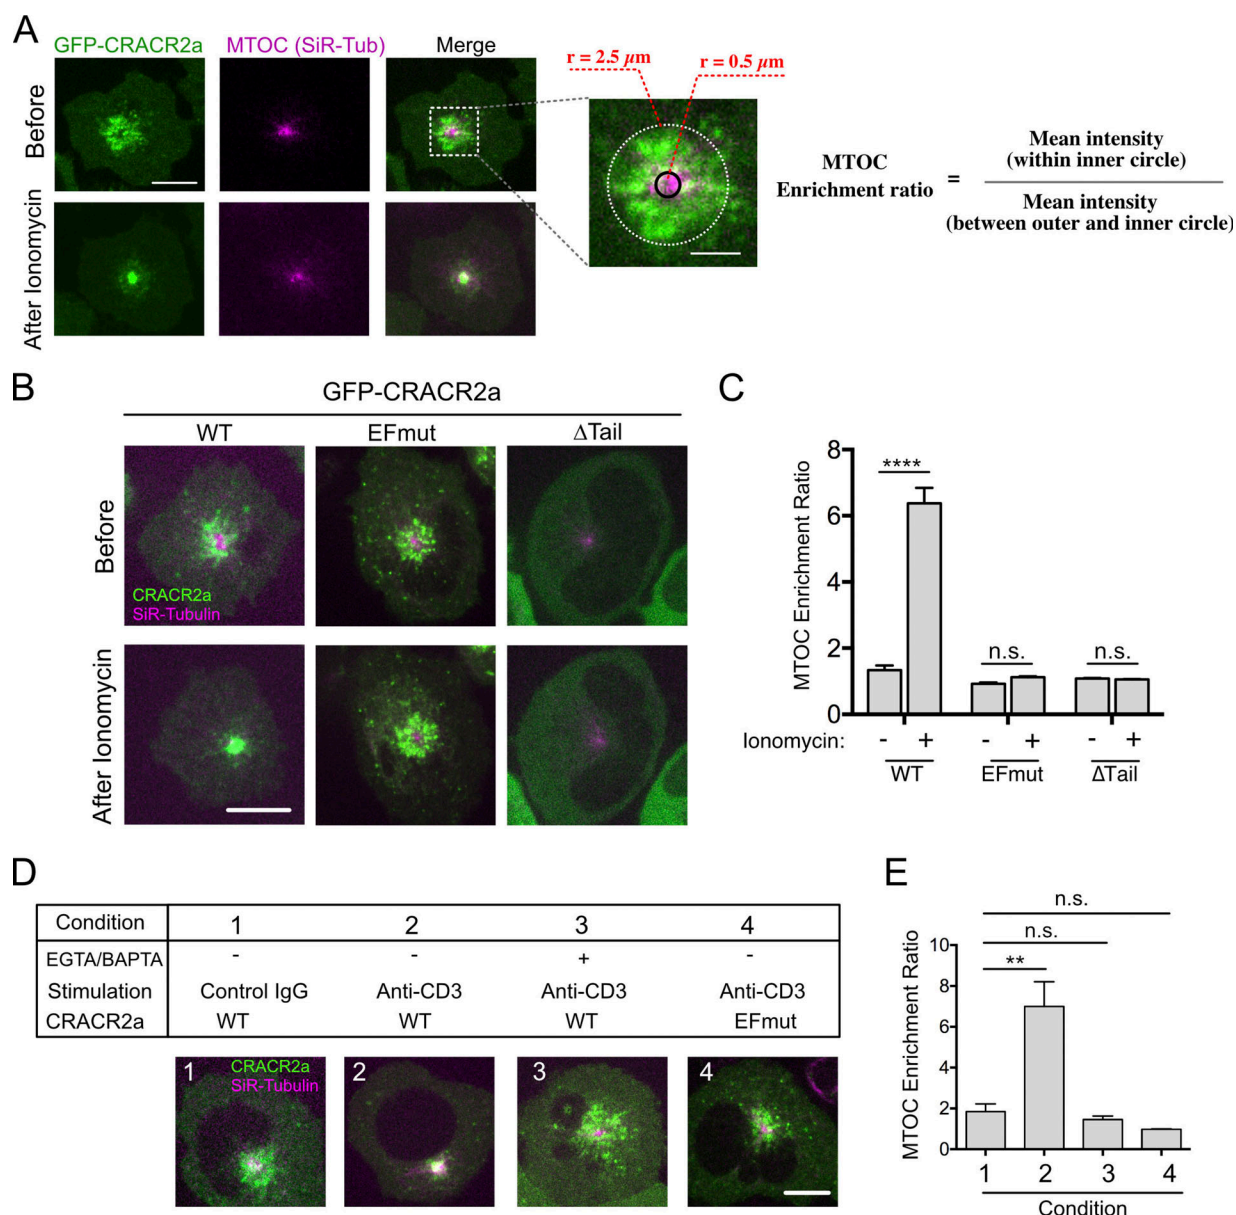 A
GFP-CRACR2a
MTOC (SiR-Tub)
Merge
Before
After Ionomycin
r = 2.5 µm
r = 0.5 µm
MTOC
Enrichment ratio
=
Mean intensity
(within inner circle)
Mean intensity
(between outer and inner circle)
B
GFP-CRACR2a
WT
EFmut
ΔTail
Before
After Ionomycin
CRACR2a
SiR-Tubulin
C
MTOC Enrichment Ratio
8
6
4
2
0
****
n.s.
n.s.
Ionomycin: - + - + - +
WT EFmut ΔTail
D
Condition 1 2 3 4
EGTA/BAPTA - - + -
Stimulation Control IgG Anti-CD3 Anti-CD3 Anti-CD3
CRACR2a WT WT WT EFmut
1
CRACR2a
SiR-Tubulin
2
3
4
E
MTOC Enrichment Ratio
10
8
6
4
2
0
n.s.
n.s.
**
1 2 3 4
Condition